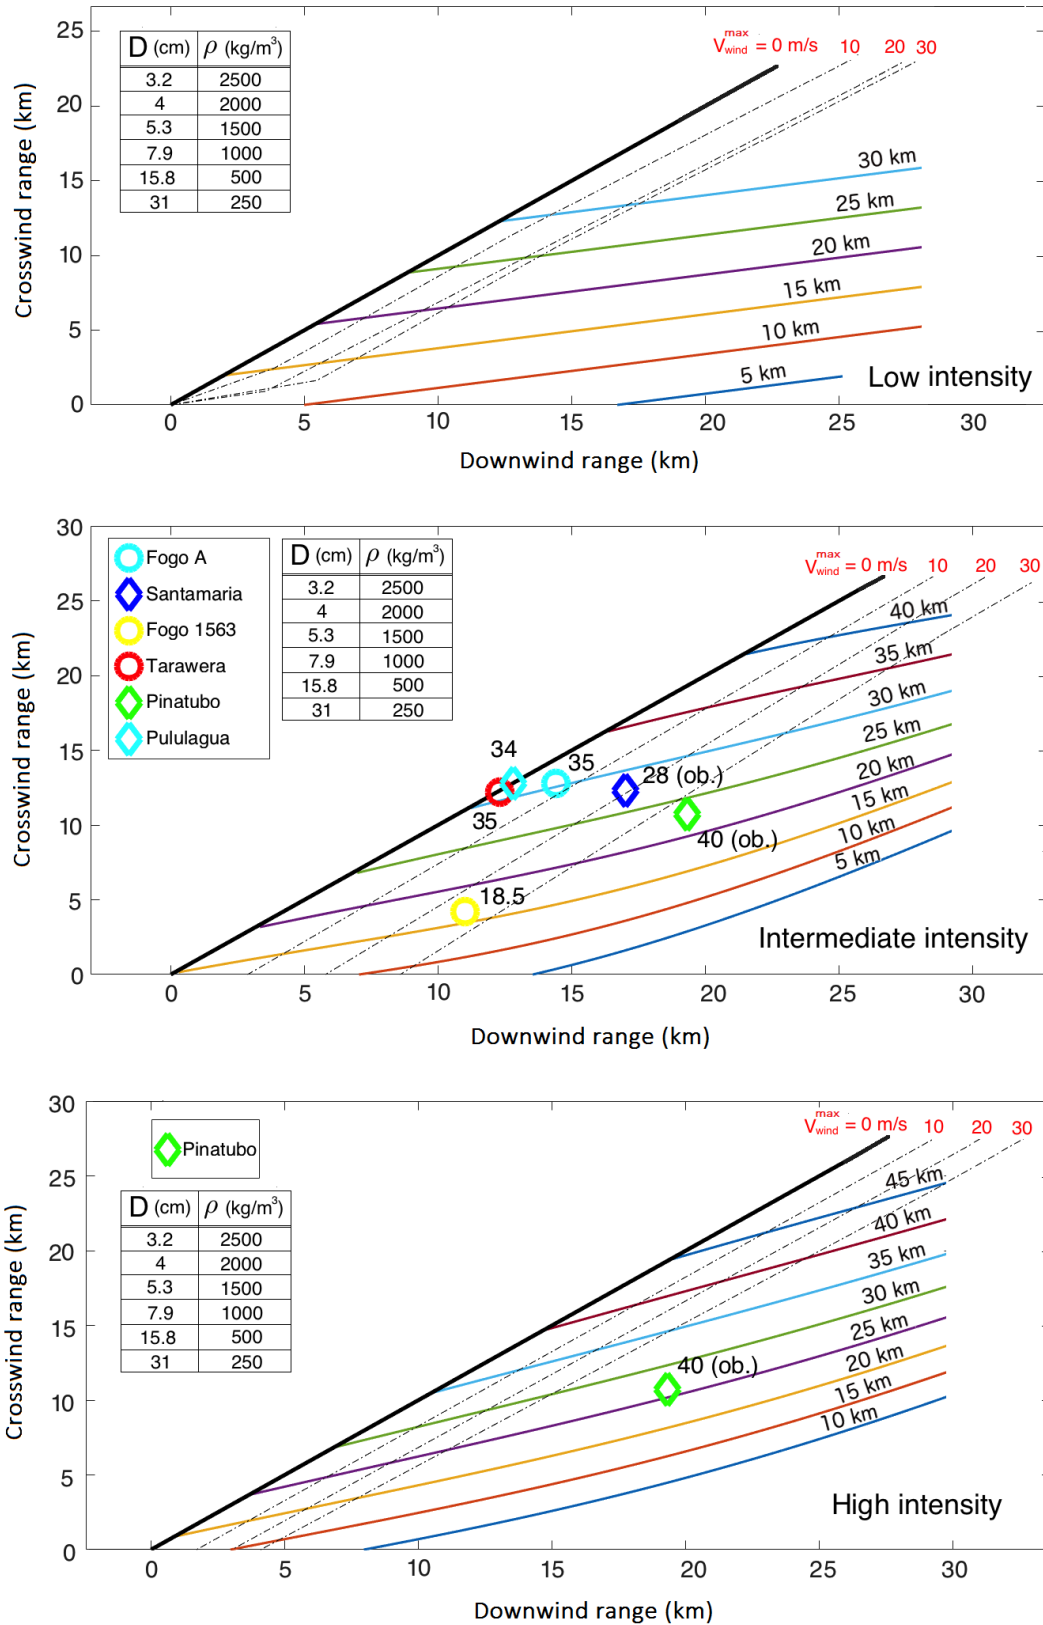 25
20
15
10
5
0
Crosswind range (km)
D (cm) ρ (kg/m³)
3.2 2500
4 2000
5.3 1500
7.9 1000
15.8 500
31 250
V_wind^max = 0 m/s 10 20 30
30 km
25 km
20 km
15 km
10 km
5 km
Low intensity
0 5 10 15 20 25 30
Downwind range (km)
30
25
20
15
10
5
0
Crosswind range (km)
Fogo A
Santamaria
Fogo 1563
Tarawera
Pinatubo
Pululagua
D (cm) ρ (kg/m³)
3.2 2500
4 2000
5.3 1500
7.9 1000
15.8 500
31 250
V_wind^max = 0 m/s 10 20 30
40 km
35 km
30 km
25 km
20 km
15 km
10 km
5 km
34
35
35
28 (ob.)
40 (ob.)
18.5
Intermediate intensity
0 5 10 15 20 25 30
Downwind range (km)
30
25
20
15
10
5
0
Crosswind range (km)
Pinatubo
D (cm) ρ (kg/m³)
3.2 2500
4 2000
5.3 1500
7.9 1000
15.8 500
31 250
V_wind^max = 0 m/s 10 20 30
45 km
40 km
35 km
30 km
25 km
20 km
15 km
10 km
40 (ob.)
High intensity
0 5 10 15 20 25 30
Downwind range (km)